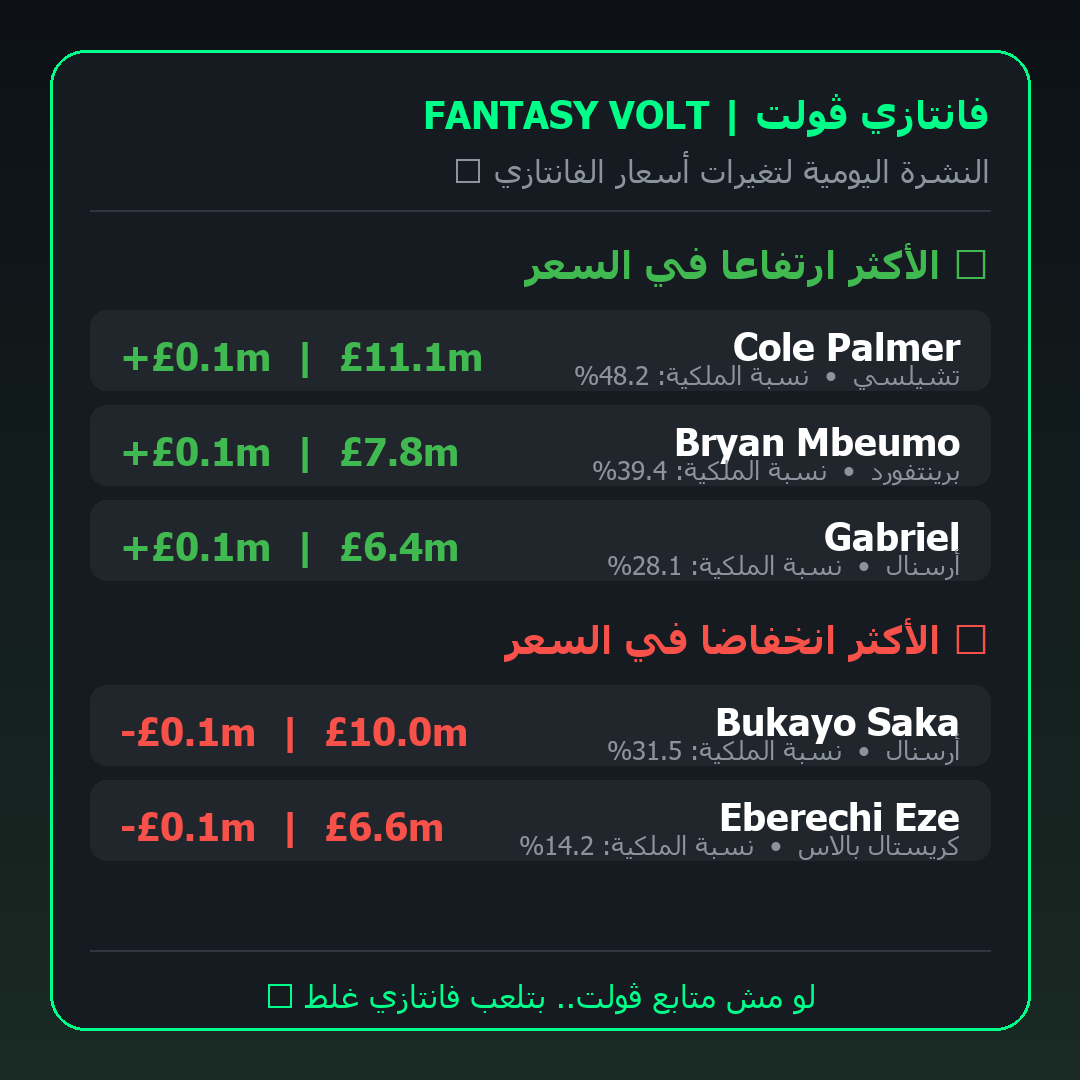 فانتازي ڤولت | FANTASY VOLT
النشرة اليومية لتغيرات أسعار الفانتازي □
□ الأكثر ارتفاعا في السعر
Cole Palmer
تشيلسي • نسبة الملكية: 48.2%
+£0.1m | £11.1m
Bryan Mbeumo
برينتفورد • نسبة الملكية: 39.4%
+£0.1m | £7.8m
Gabriel
أرسنال • نسبة الملكية: 28.1%
+£0.1m | £6.4m
□ الأكثر انخفاضا في السعر
Bukayo Saka
أرسنال • نسبة الملكية: 31.5%
-£0.1m | £10.0m
Eberechi Eze
كريستال بالاس • نسبة الملكية: 14.2%
-£0.1m | £6.6m
لو مش متابع ڤولت.. بتلعب فانتازي غلط □